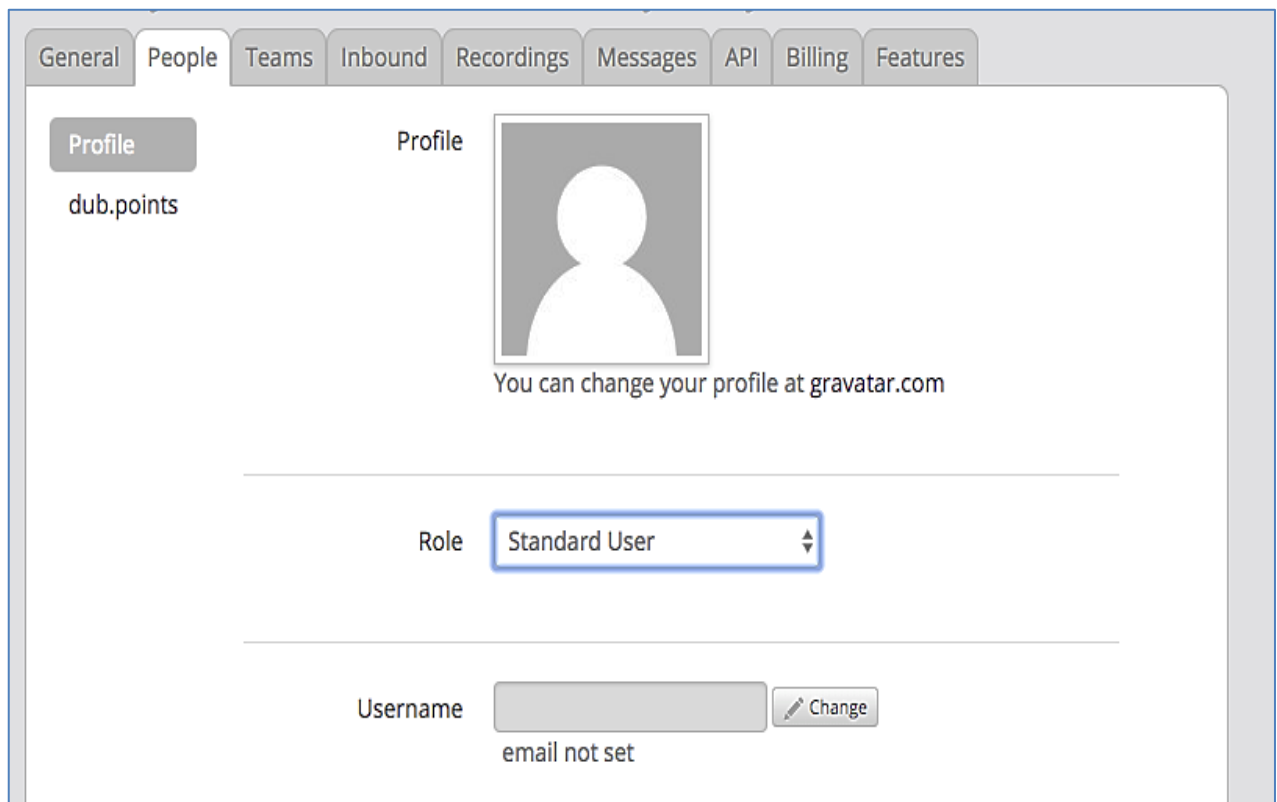 General People Teams Inbound Recordings Messages API Billing Features
Profile
dub.points
Profile
You can change your profile at gravatar.com
Role Standard User
Username Change
email not set